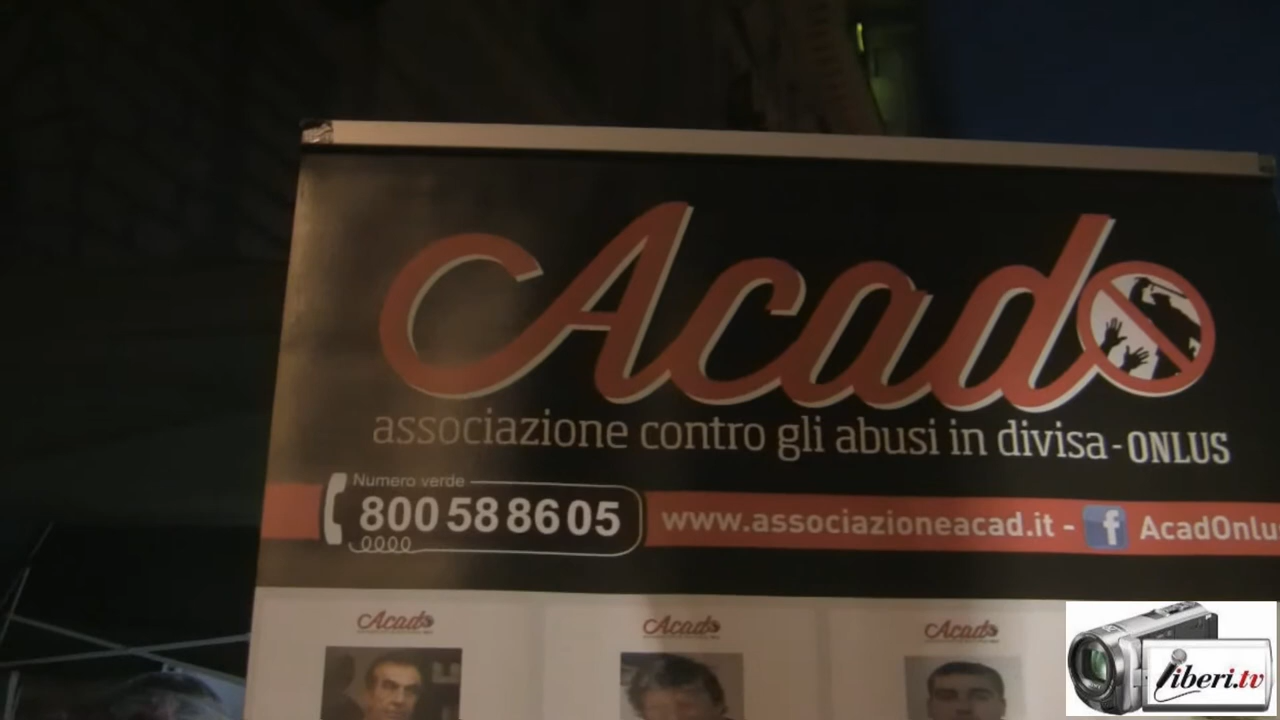 Acad
associazione contro gli abusi in divisa - ONLUS
Numero verde
800 58 86 05
www.associazioneacad.it - f AcadOnlu
Acad
Acad
Acad
liberi.tv